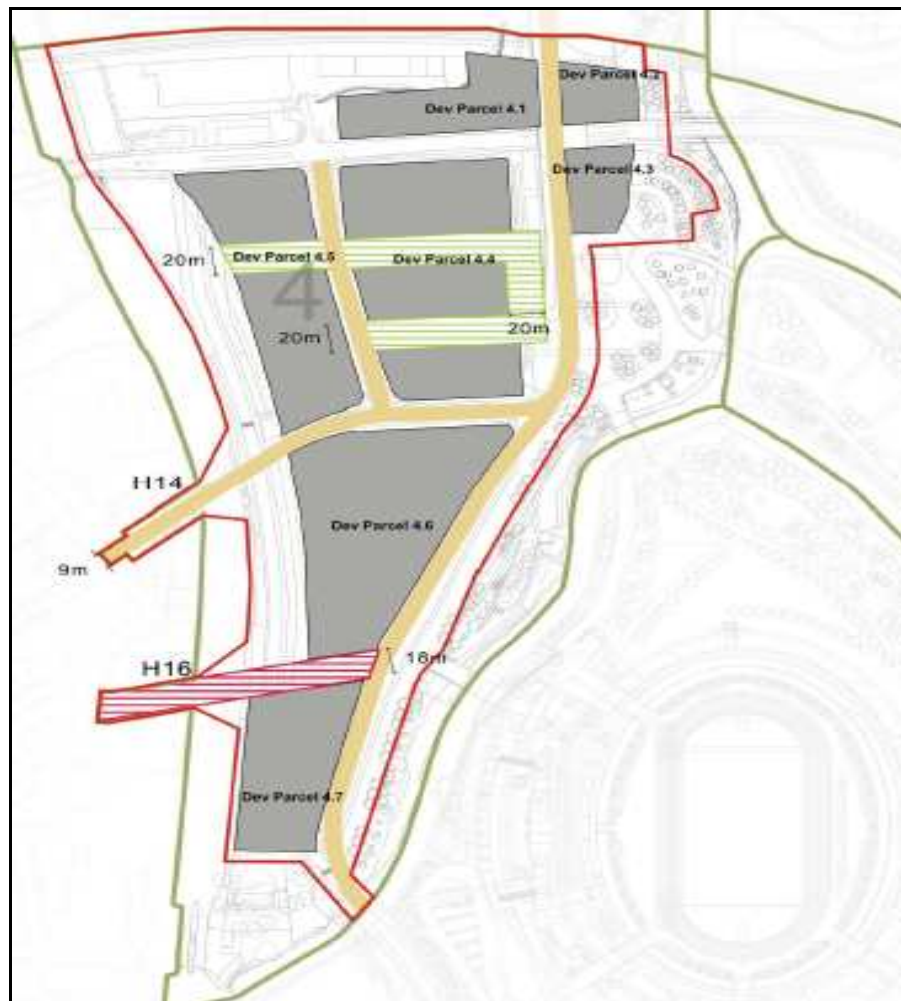 Dev Parcel 4.2
Dev Parcel 4.1
Dev Parcel 4.3
Dev Parcel 4.5
Dev Parcel 4.4
20m
4
20m
20m
H14
Dev Parcel 4.6
9m
H16
18m
Dev Parcel 4.7